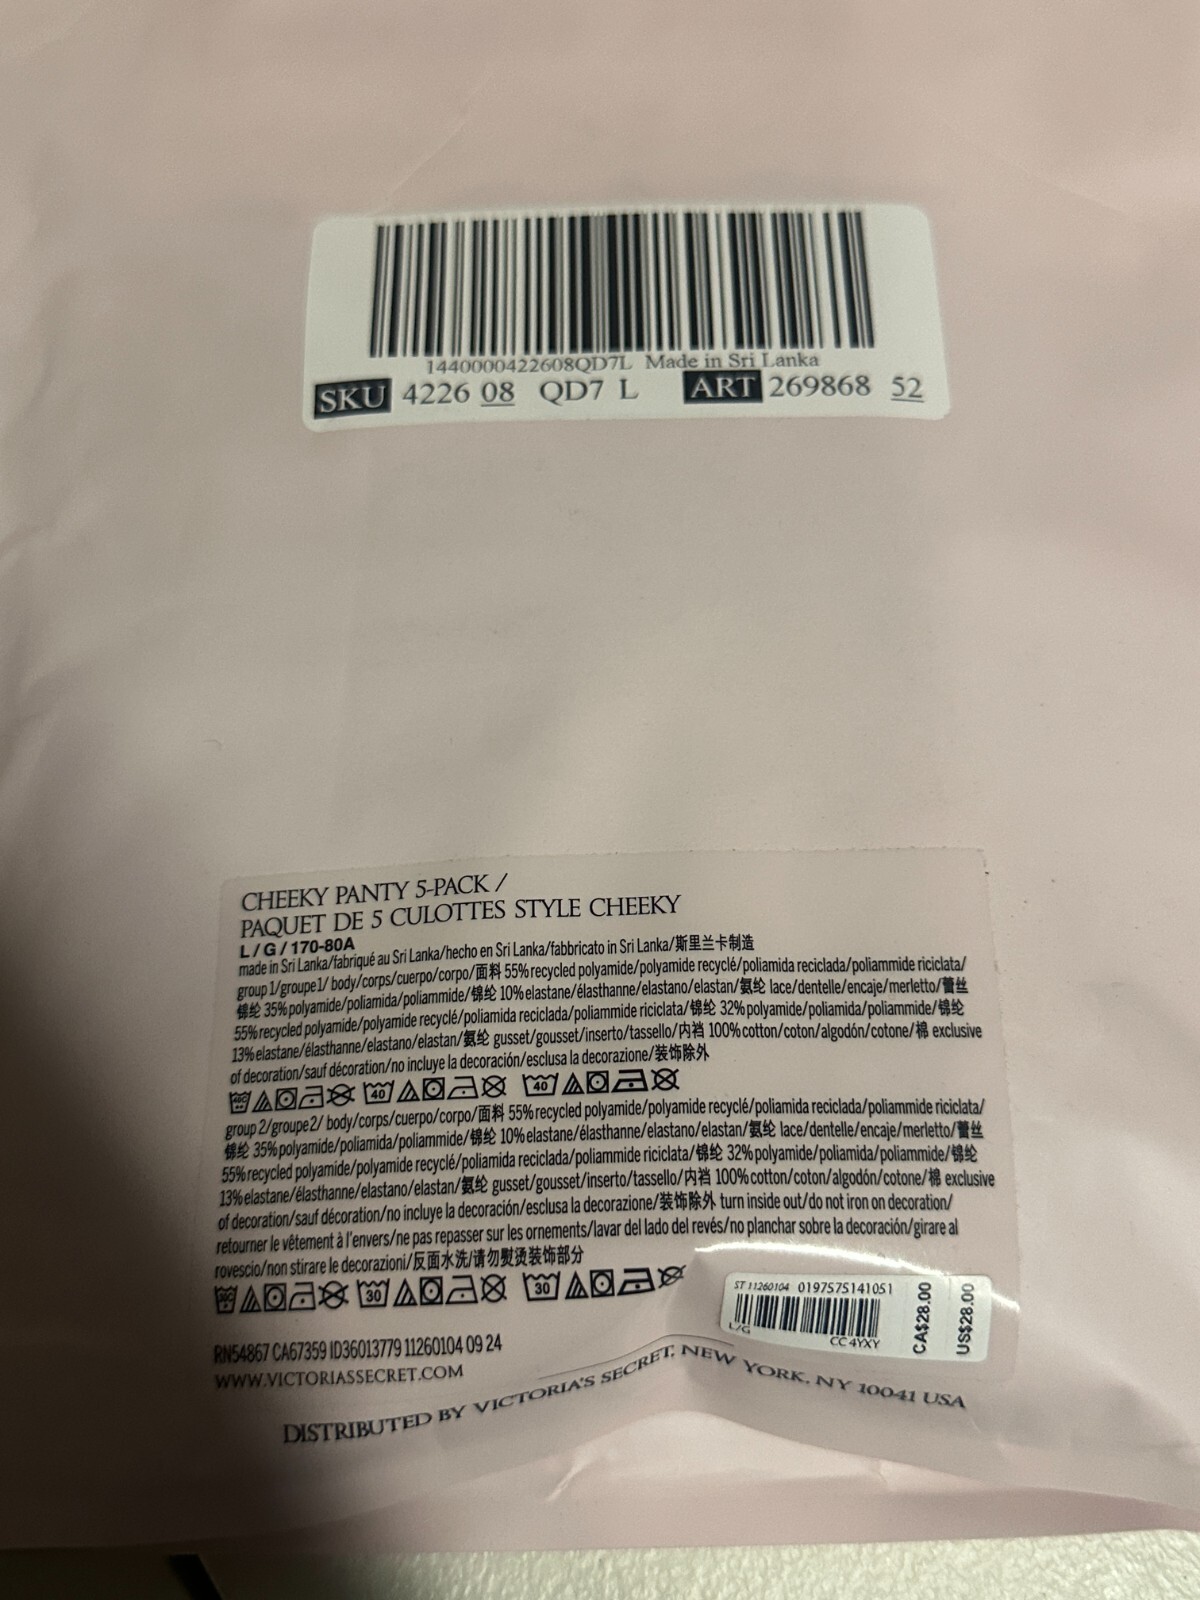 1440000422608QD7L Made in Sri Lanka
SKU 4226 08 QD7 L ART 269868 52
CHEEKY PANTY 5-PACK /
PAQUET DE 5 CULOTTES STYLE CHEEKY
L / G / 170-80A
made in Sri Lanka/fabriqué au Sri Lanka/hecho en Sri Lanka/fabbricato in Sri Lanka/斯里兰卡制造
group 1/groupe 1/ body/corps/cuerpo/corpo/面料 55% recycled polyamide/polyamide recyclé/poliamida reciclada/poliammide riciclata/
锦纶 35% polyamide/poliamida/poliammide/锦纶 10% elastane/élasthanne/elastano/elastan/氨纶 lace/dentelle/encaje/merletto/蕾丝
55% recycled polyamide/polyamide recyclé/poliamida reciclada/poliammide riciclata/锦纶 32% polyamide/poliamida/poliammide/锦纶
13% elastane/élasthanne/elastano/elastan/氨纶 gusset/gousset/inserto/tassello/内裆 100% cotton/coton/algodón/cotone/棉 exclusive
of decoration/sauf décoration/no incluye la decoración/esclusa la decorazione/装饰除外
40 40
group 2/groupe 2/ body/corps/cuerpo/corpo/面料 55% recycled polyamide/polyamide recyclé/poliamida reciclada/poliammide riciclata/
锦纶 35% polyamide/poliamida/poliammide/锦纶 10% elastane/élasthanne/elastano/elastan/氨纶 lace/dentelle/encaje/merletto/蕾丝
55% recycled polyamide/polyamide recyclé/poliamida reciclada/poliammide riciclata/锦纶 32% polyamide/poliamida/poliammide/锦纶
13% elastane/élasthanne/elastano/elastan/氨纶 gusset/gousset/inserto/tassello/内裆 100% cotton/coton/algodón/cotone/棉 exclusive
of decoration/sauf décoration/no incluye la decoración/esclusa la decorazione/装饰除外 turn inside out/do not iron on decoration/
retourner le vêtement à l'envers/ne pas repasser sur les ornements/lavar del lado del revés/no planchar sobre la decoración/girare al
rovescio/non stirare le decorazioni/反面水洗/请勿熨烫装饰部分
30 30
ST 11260104 0197575141051
L/G CC 4YXY
CA$28.00
US$28.00
RN54867 CA67359 ID36013779 11260104 09 24
WWW.VICTORIASSECRET.COM
DISTRIBUTED BY VICTORIA'S SECRET, NEW YORK, NY 10041 USA